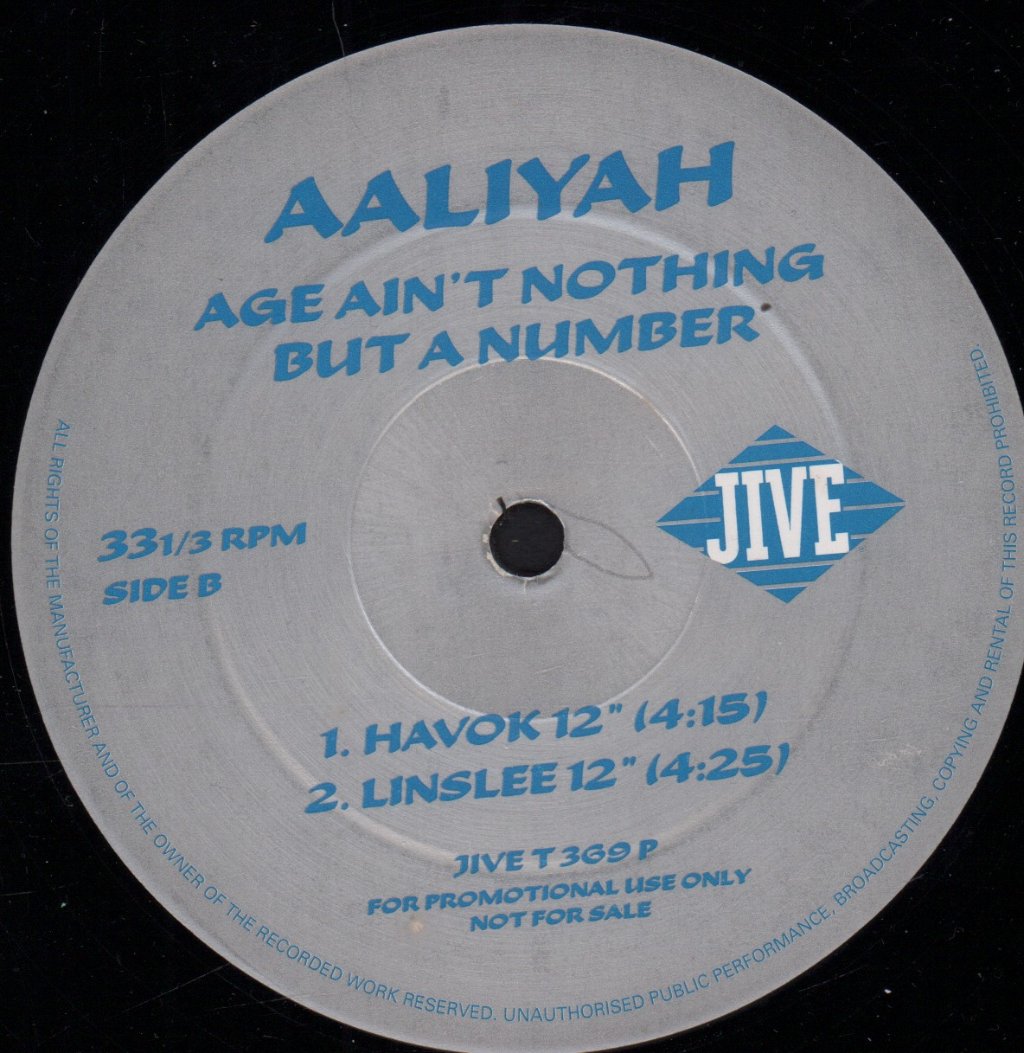 AALIYAH
AGE AIN'T NOTHING
BUT A NUMBER
JIVE
33 1/3 RPM
SIDE B
1. HAVOK 12" (4:15)
2. LINSLEE 12" (4:25)
JIVE T 369 P
FOR PROMOTIONAL USE ONLY
NOT FOR SALE
ALL RIGHTS OF THE MANUFACTURER AND OF THE OWNER OF THE RECORDED WORK RESERVED. UNAUTHORISED PUBLIC PERFORMANCE, BROADCASTING, COPYING AND RENTAL OF THIS RECORD PROHIBITED.